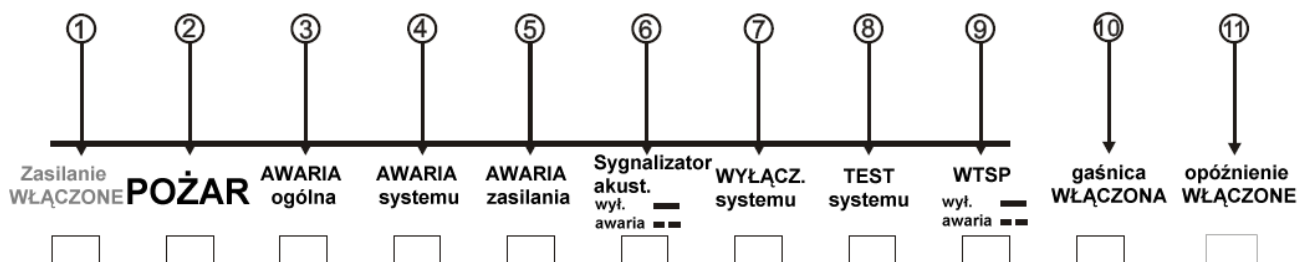 1 2 3 4 5 6 7 8 9 10 11
Zasilanie
WŁĄCZONE
POŻAR
AWARIA
ogólna
AWARIA
systemu
AWARIA
zasilania
Sygnalizator
akust.
wył.
awaria
WYŁĄCZ.
systemu
TEST
systemu
WTSP
wył.
awaria
gaśnica
WŁĄCZONA
opóźnienie
WŁĄCZONE